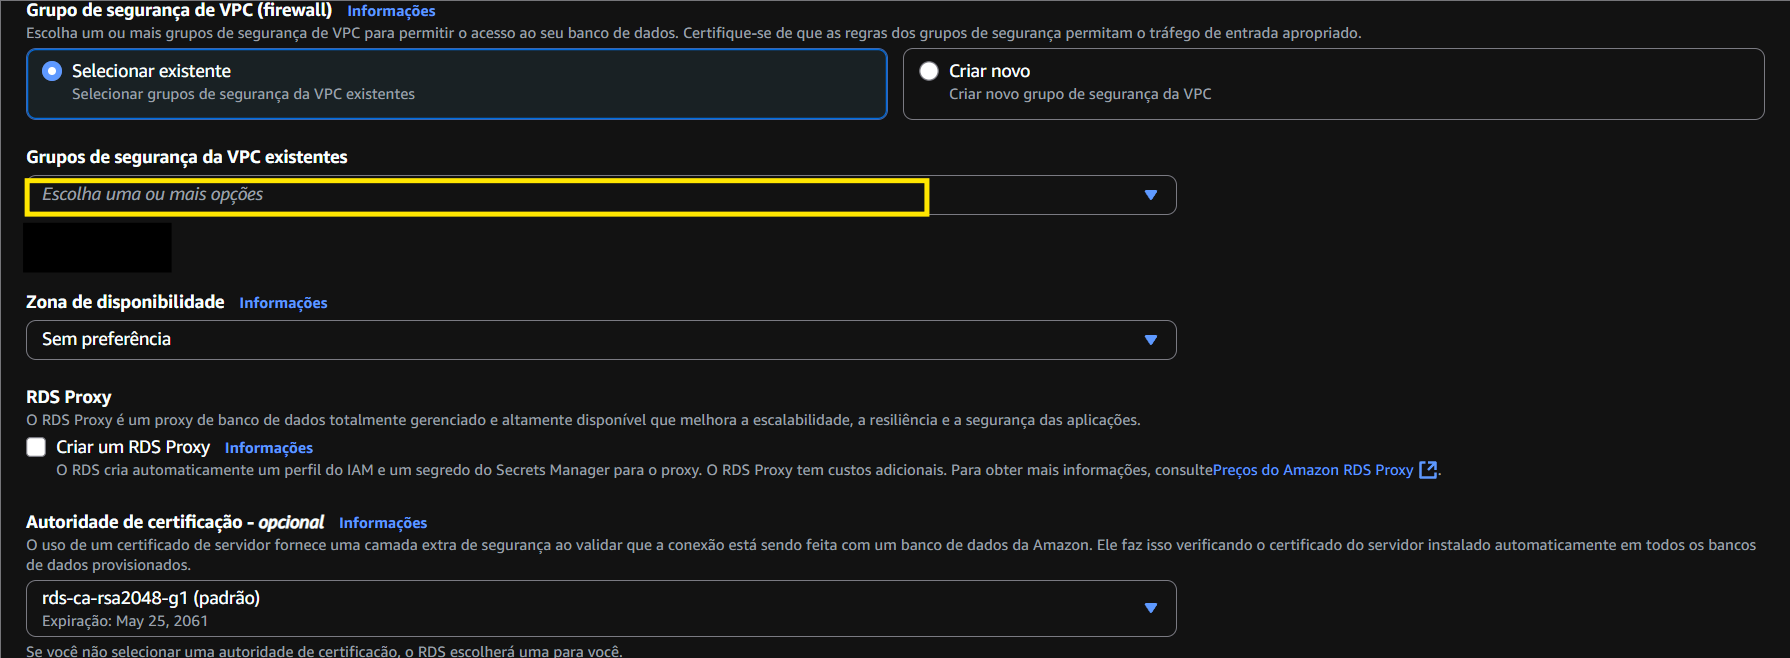 Grupo de segurança de VPC (firewall) Informações
Escolha um ou mais grupos de segurança de VPC para permitir o acesso ao seu banco de dados. Certifique-se de que as regras dos grupos de segurança permitam o tráfego de entrada apropriado.
Selecionar existente
Selecionar grupos de segurança da VPC existentes
Criar novo
Criar novo grupo de segurança da VPC
Grupos de segurança da VPC existentes
Escolha uma ou mais opções
Zona de disponibilidade Informações
Sem preferência
RDS Proxy
O RDS Proxy é um proxy de banco de dados totalmente gerenciado e altamente disponível que melhora a escalabilidade, a resiliência e a segurança das aplicações.
Criar um RDS Proxy Informações
O RDS cria automaticamente um perfil do IAM e um segredo do Secrets Manager para o proxy. O RDS Proxy tem custos adicionais. Para obter mais informações, consultePreços do Amazon RDS Proxy.
Autoridade de certificação - opcional Informações
O uso de um certificado de servidor fornece uma camada extra de segurança ao validar que a conexão está sendo feita com um banco de dados da Amazon. Ele faz isso verificando o certificado do servidor instalado automaticamente em todos os bancos
de dados provisionados.
rds-ca-rsa2048-g1 (padrão)
Expiração: May 25, 2061
Se você não selecionar uma autoridade de certificação, o RDS escolherá uma para você.